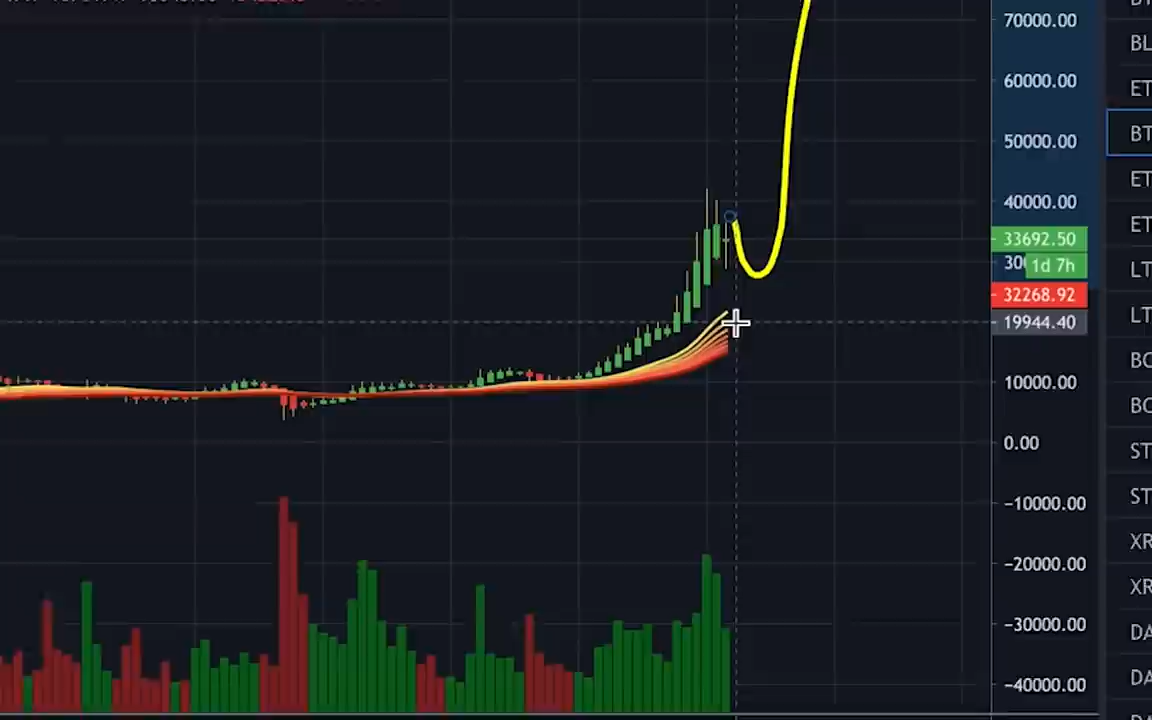 70000.00
BL
60000.00
ET
50000.00
BT
ET
40000.00
ET
33692.50
1d 7h
LT
32268.92
LT
19944.40
BC
10000.00
BC
0.00
ST
-10000.00
ST
XR
-20000.00
XR
-30000.00
DA
-40000.00
DA